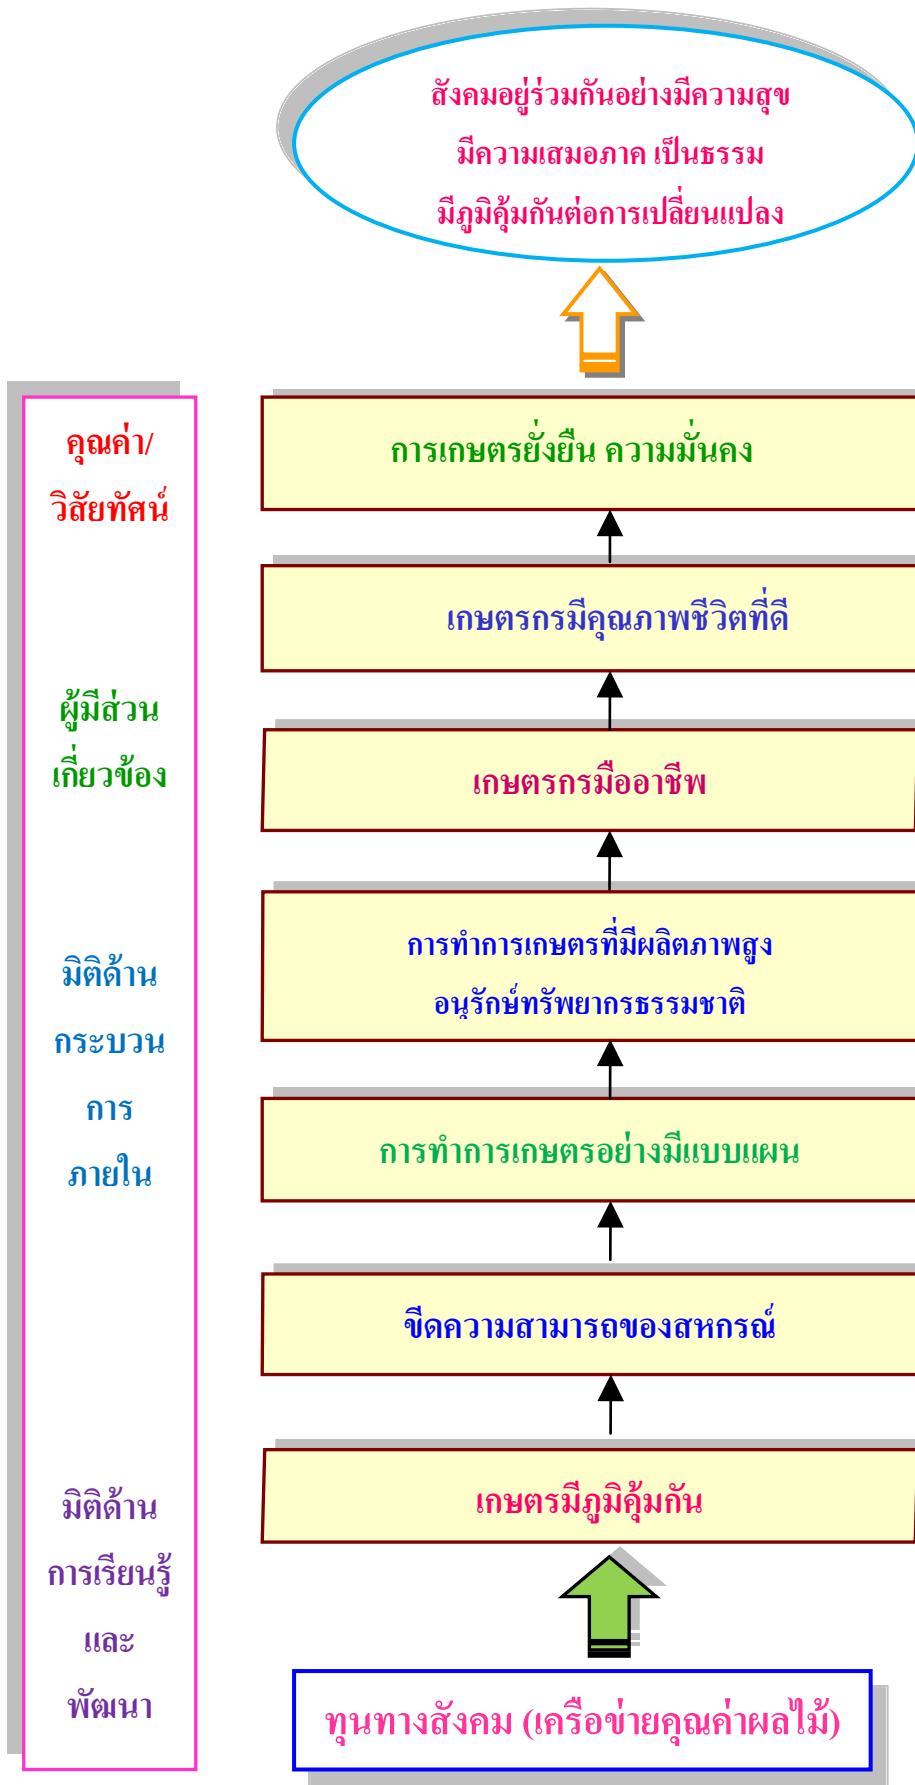 สังคมอยู่ร่วมกันอย่างมีความสุข
มีความเสมอภาค เป็นธรรม
มีภูมิคุ้มกันต่อการเปลี่ยนแปลง
คุณค่า/
วิสัยทัศน์
ผู้มีส่วน
เกี่ยวข้อง
มิติด้าน
กระบวน
การ
ภายใน
มิติด้าน
การเรียนรู้
และ
พัฒนา
การเกษตรยั่งยืน ความมั่นคง
เกษตรกรมีคุณภาพชีวิตที่ดี
เกษตรกรมืออาชีพ
การทำการเกษตรที่มีผลิตภาพสูง
อนุรักษ์ทรัพยากรธรรมชาติ
การทำการเกษตรอย่างมีแบบแผน
ขีดความสามารถของสหกรณ์
เกษตรมีภูมิคุ้มกัน
ทุนทางสังคม (เครือข่ายคุณค่าผลไม้)